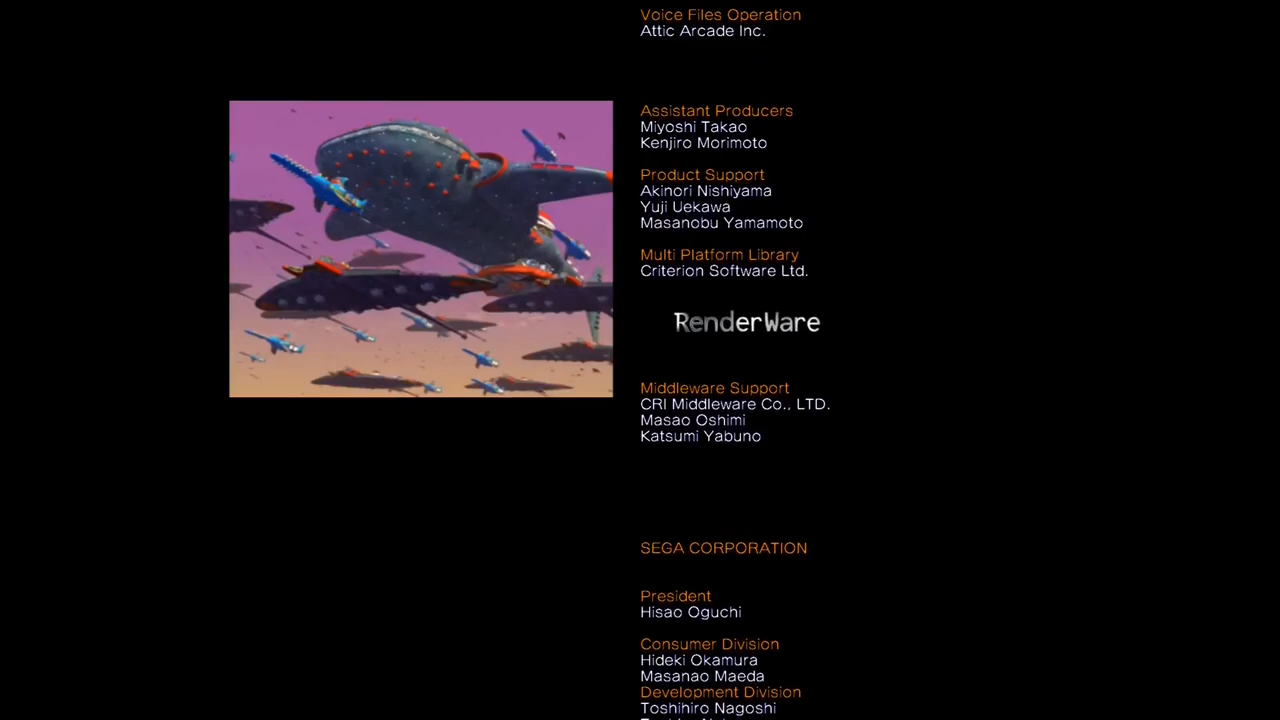 Voice Files Operation
Attic Arcade Inc.
Assistant Producers
Miyoshi Takao
Kenjiro Morimoto
Product Support
Akinori Nishiyama
Yuji Uekawa
Masanobu Yamamoto
Multi Platform Library
Criterion Software Ltd.
RenderWare
Middleware Support
CRI Middleware Co., LTD.
Masao Oshimi
Katsumi Yabuno
SEGA CORPORATION
President
Hisao Oguchi
Consumer Division
Hideki Okamura
Masanao Maeda
Development Division
Toshihiro Nagoshi